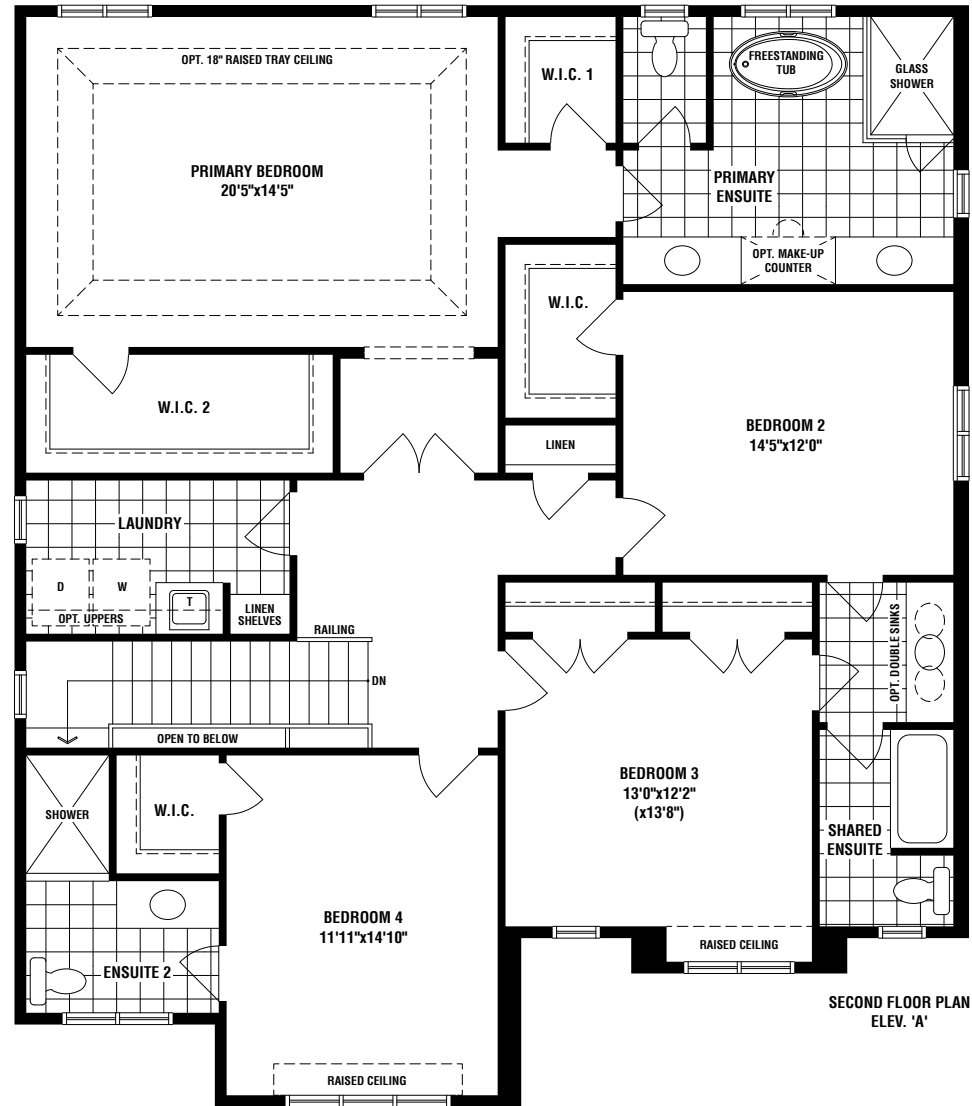 OPT. 18" RAISED TRAY CEILING
PRIMARY BEDROOM
20'5"x14'5"
W.I.C. 1
FREESTANDING
TUB
GLASS
SHOWER
PRIMARY
ENSUITE
OPT. MAKE-UP
COUNTER
W.I.C.
W.I.C. 2
LINEN
BEDROOM 2
14'5"x12'0"
LAUNDRY
D
W
T
OPT. UPPERS
LINEN
SHELVES
RAILING
DN
OPEN TO BELOW
OPT. DOUBLE SINKS
BEDROOM 3
13'0"x12'2"
(x13'8")
SHARED
ENSUITE
RAISED CEILING
SHOWER
W.I.C.
BEDROOM 4
11'11"x14'10"
ENSUITE 2
RAISED CEILING
SECOND FLOOR PLAN
ELEV. 'A'